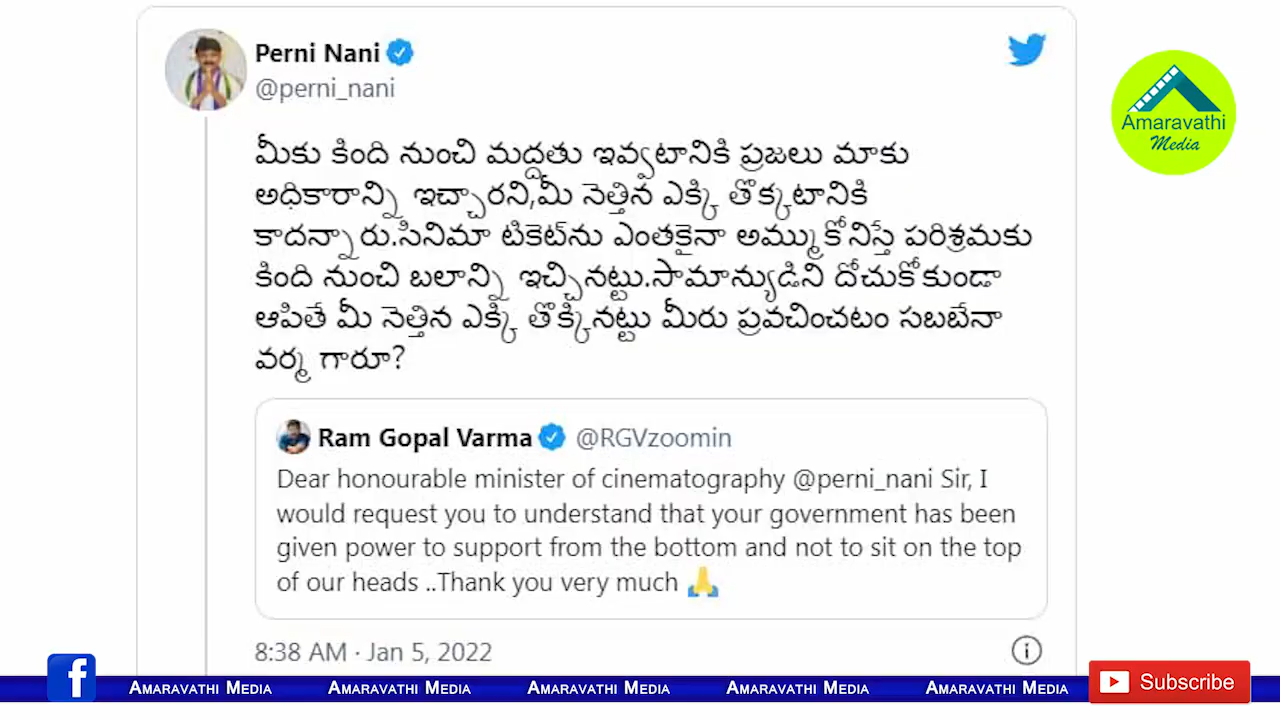 Perni Nani
@perni_nani
Amaravathi
Media
మీకు కింది నుంచి మద్దతు ఇవ్వటానికి ప్రజలు మాకు
అధికారాన్ని ఇచ్చారని,మీ నెత్తిన ఎక్కి తొక్కటానికి
కాదన్నారు.సినిమా టికెట్‌ను ఎంతకైనా అమ్ముకోనిస్తే పరిశ్రమకు
కింది నుంచి బలాన్ని ఇచ్చినట్టు.సామాన్యుడిని దోచుకోకుండా
ఆపితే మీ నెత్తిన ఎక్కి తొక్కినట్టు మీరు ప్రవచించటం సబబేనా
వర్మ గారూ?
Ram Gopal Varma @RGVzoomin
Dear honourable minister of cinematography @perni_nani Sir, I
would request you to understand that your government has been
given power to support from the bottom and not to sit on the top
of our heads ..Thank you very much 🙏
8:38 AM · Jan 5, 2022
Amaravathi Media Amaravathi Media Amaravathi Media Amaravathi Media Amaravathi Media
Subscribe